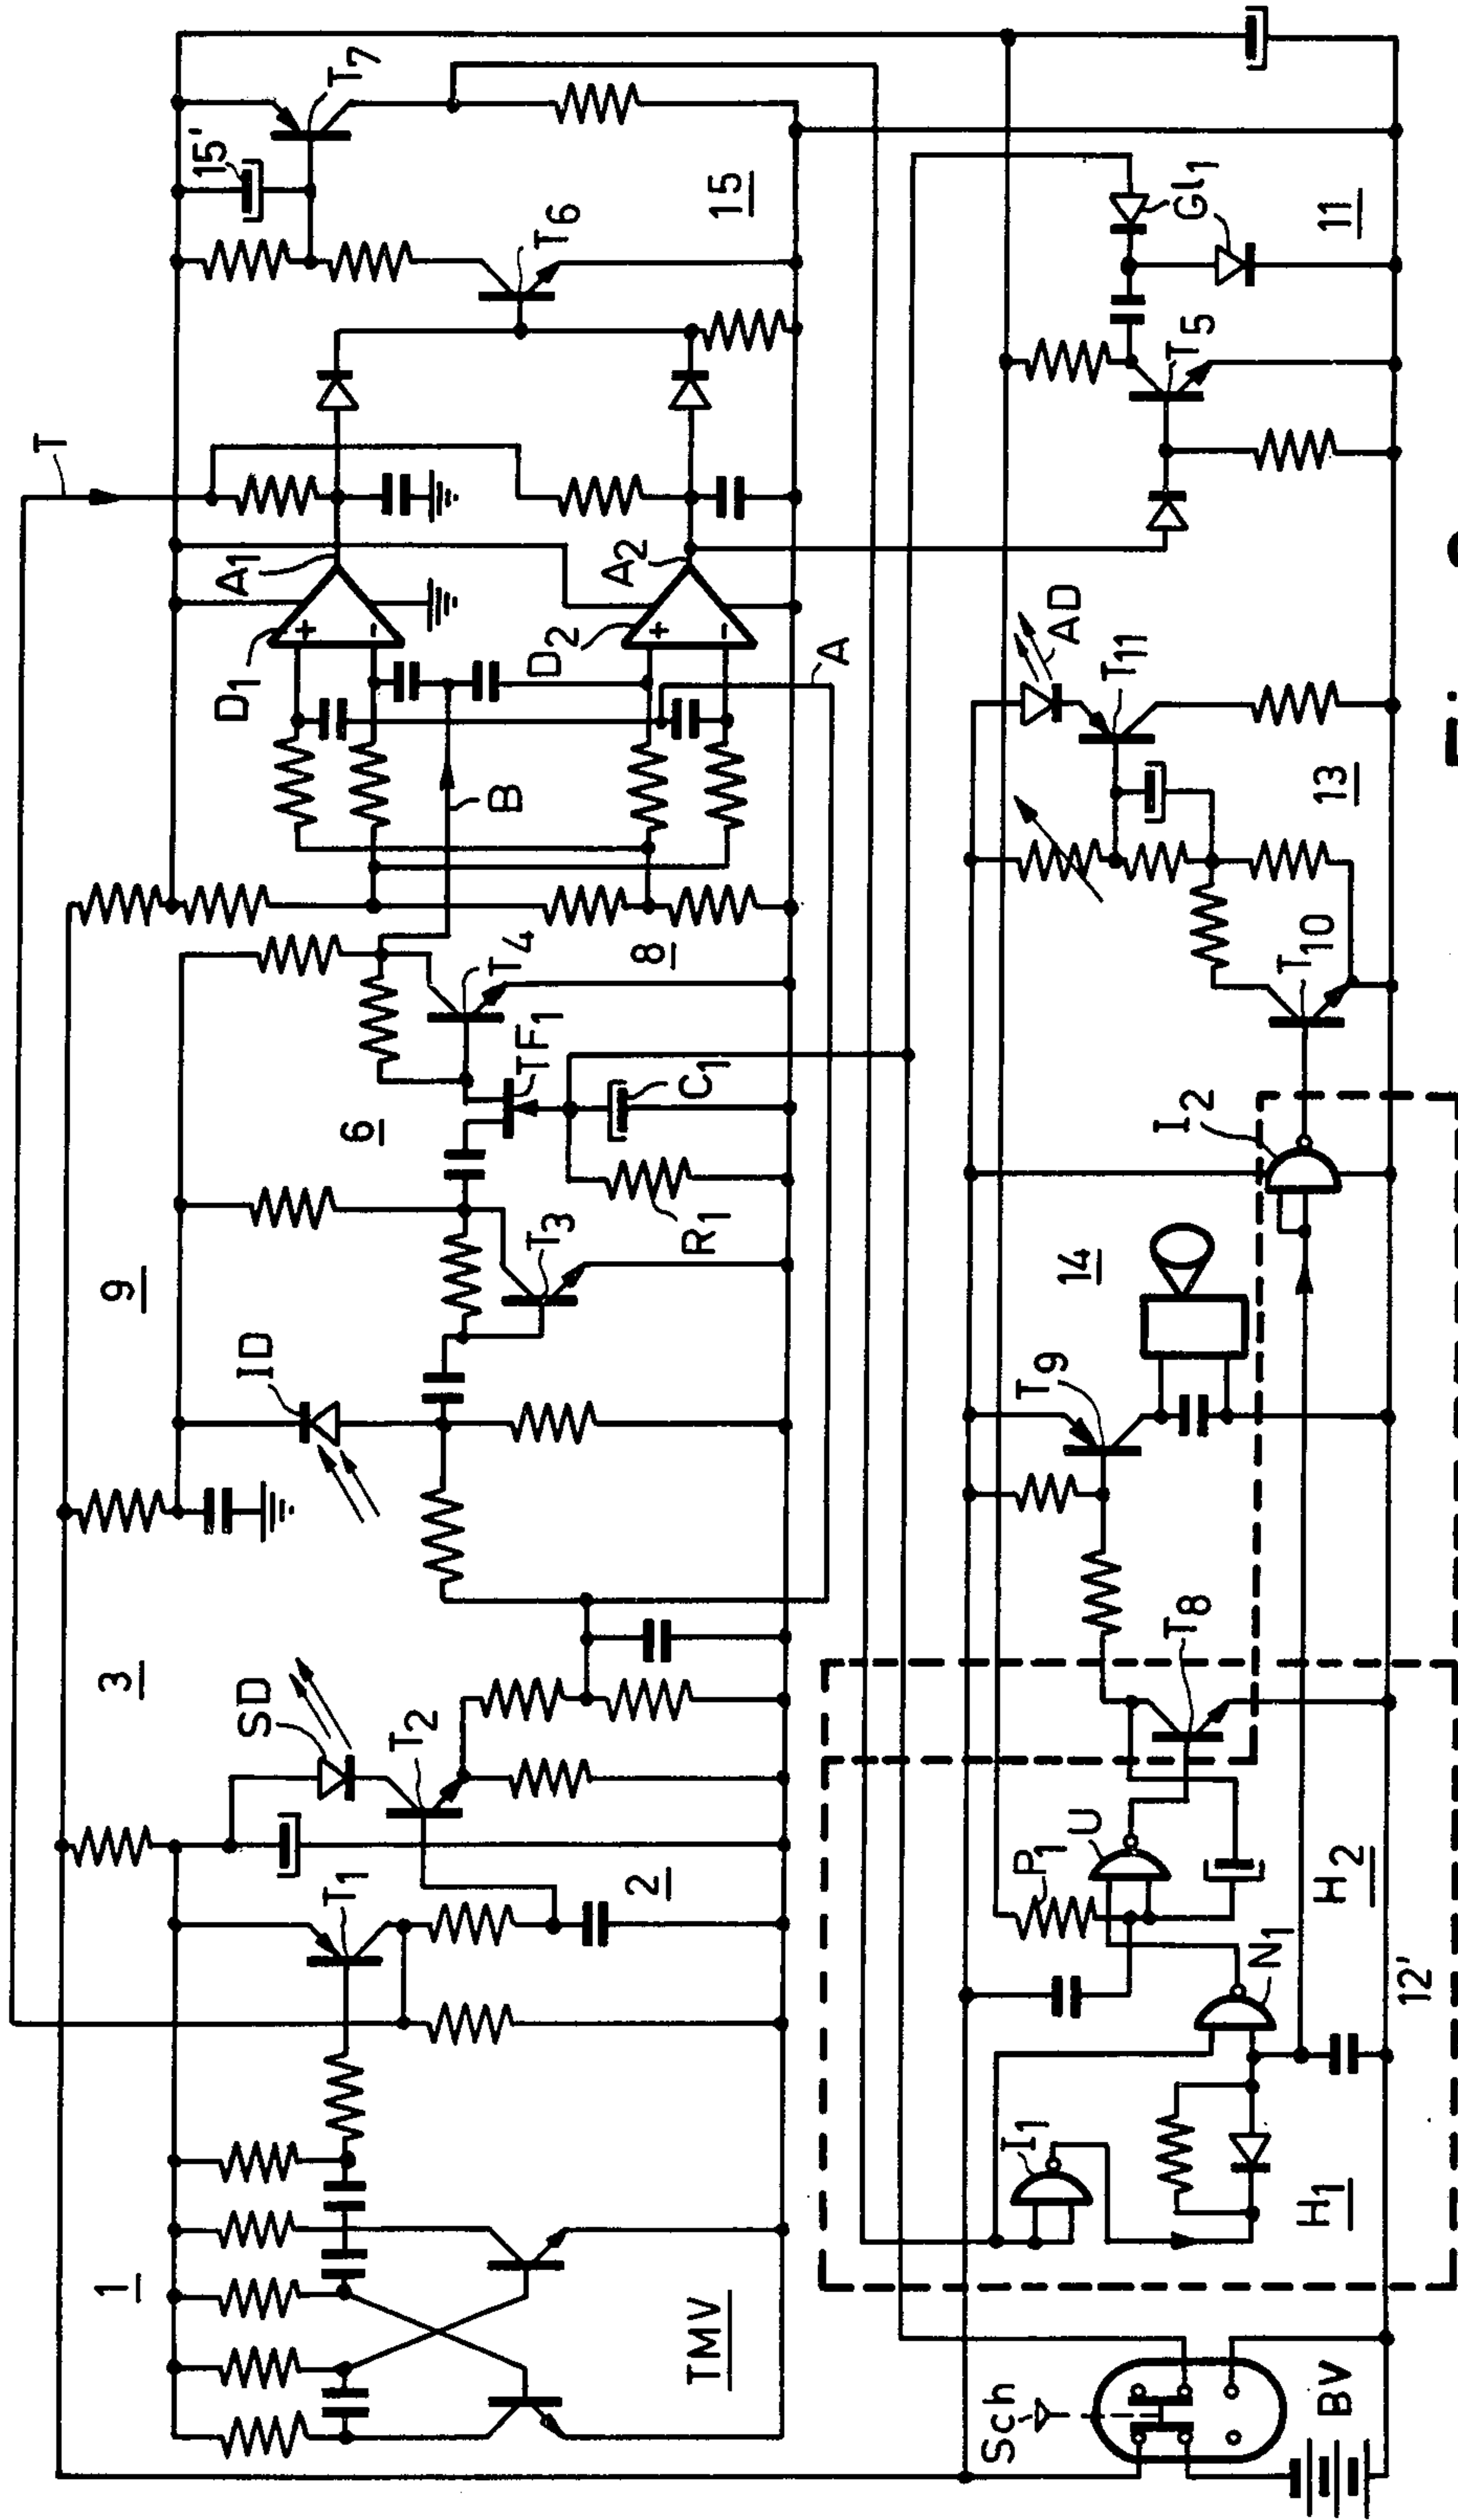 1
TMV
T1
2
SD
T2
3
9
ID
T3
R1
6
TF1
C1
T4
8
B
D1
A1
D2
A2
A
T
T6
15'
T7
15
Sch
BV
H1
I1
N1
12'
P1
U
H2
T8
T9
14
I2
T10
13
T11
AD
T5
Gl1
11